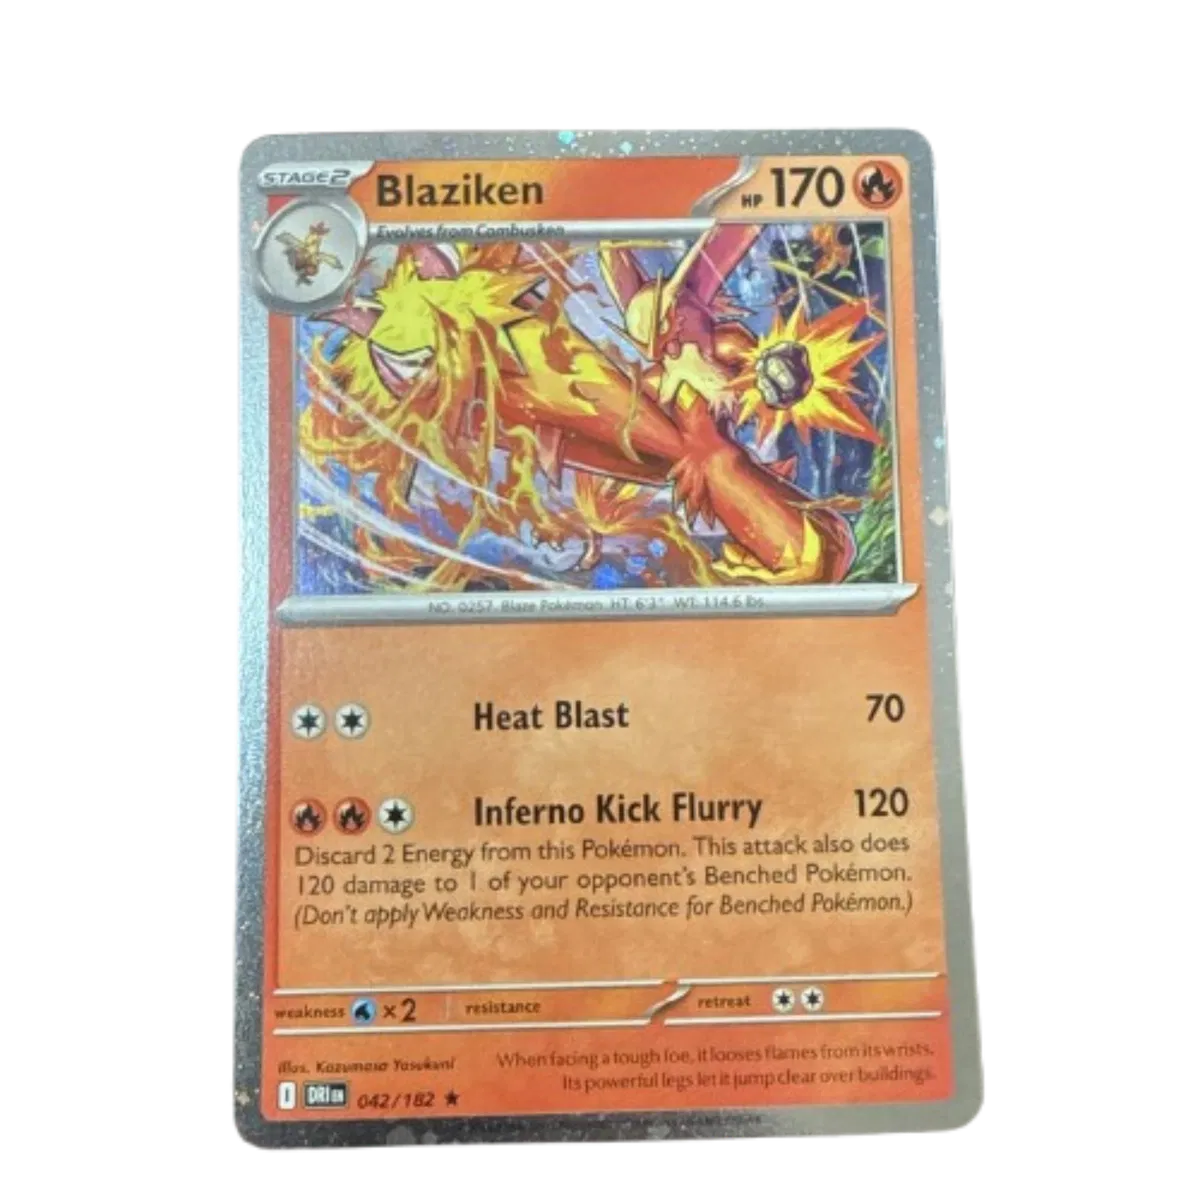 STAGE2
Blaziken
HP 170
Evolves from Combusken
NO. 0257 Blaze Pokémon HT: 6'3" WT: 114.6 lbs
Heat Blast 70
Inferno Kick Flurry 120
Discard 2 Energy from this Pokémon. This attack also does
120 damage to 1 of your opponent's Benched Pokémon.
(Don't apply Weakness and Resistance for Benched Pokémon.)
weakness ×2 resistance retreat
Illus. Kazumasa Yasukuni
When facing a tough foe, it looses flames from its wrists.
Its powerful legs let it jump clear over buildings.
I DRI EN 042/182 ★